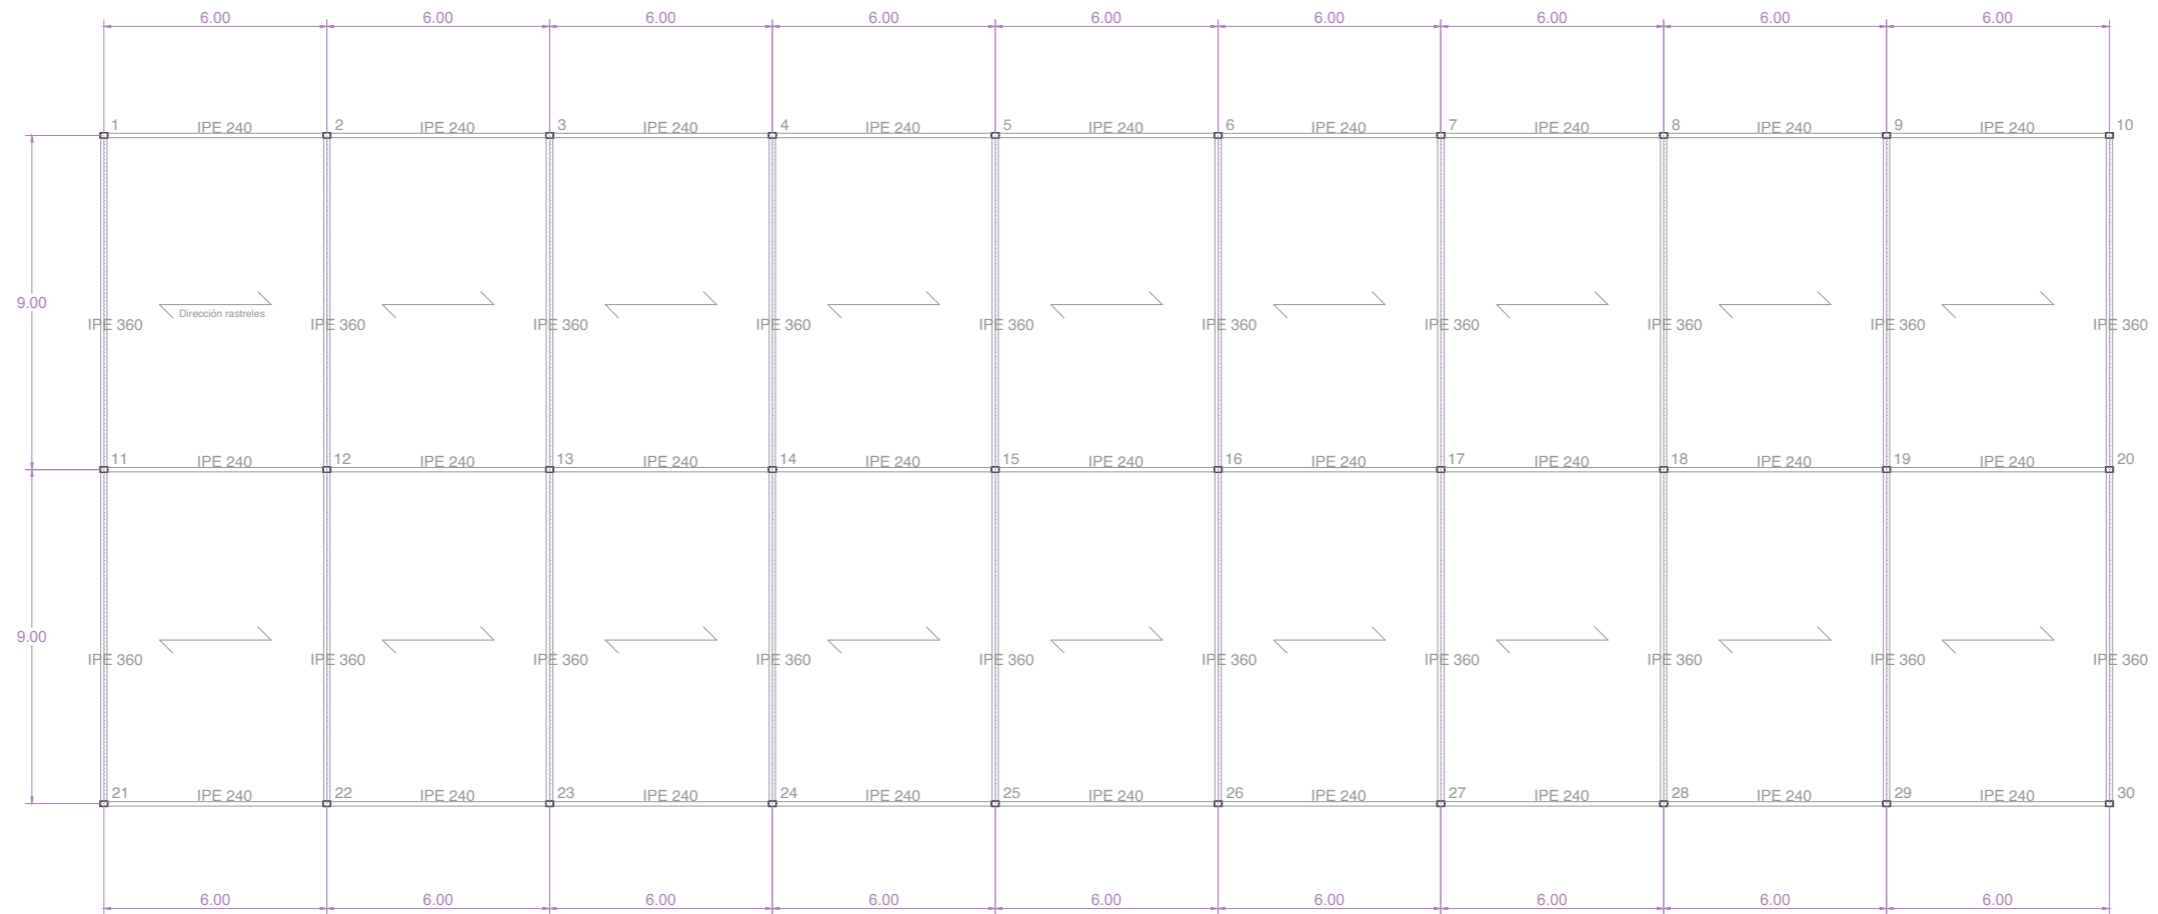 6.00 6.00 6.00 6.00 6.00 6.00 6.00 6.00 6.00
1 IPE 240 2 IPE 240 3 IPE 240 4 IPE 240 5 IPE 240 6 IPE 240 7 IPE 240 8 IPE 240 9 IPE 240 10
9.00
Dirección rastreles
IPE 360 IPE 360 IPE 360 IPE 360 IPE 360 IPE 360 IPE 360 IPE 360 IPE 360 IPE 360
11 IPE 240 12 IPE 240 13 IPE 240 14 IPE 240 15 IPE 240 16 IPE 240 17 IPE 240 18 IPE 240 19 IPE 240 20
9.00
IPE 360 IPE 360 IPE 360 IPE 360 IPE 360 IPE 360 IPE 360 IPE 360 IPE 360 IPE 360
21 IPE 240 22 IPE 240 23 IPE 240 24 IPE 240 25 IPE 240 26 IPE 240 27 IPE 240 28 IPE 240 29 IPE 240 30
6.00 6.00 6.00 6.00 6.00 6.00 6.00 6.00 6.00